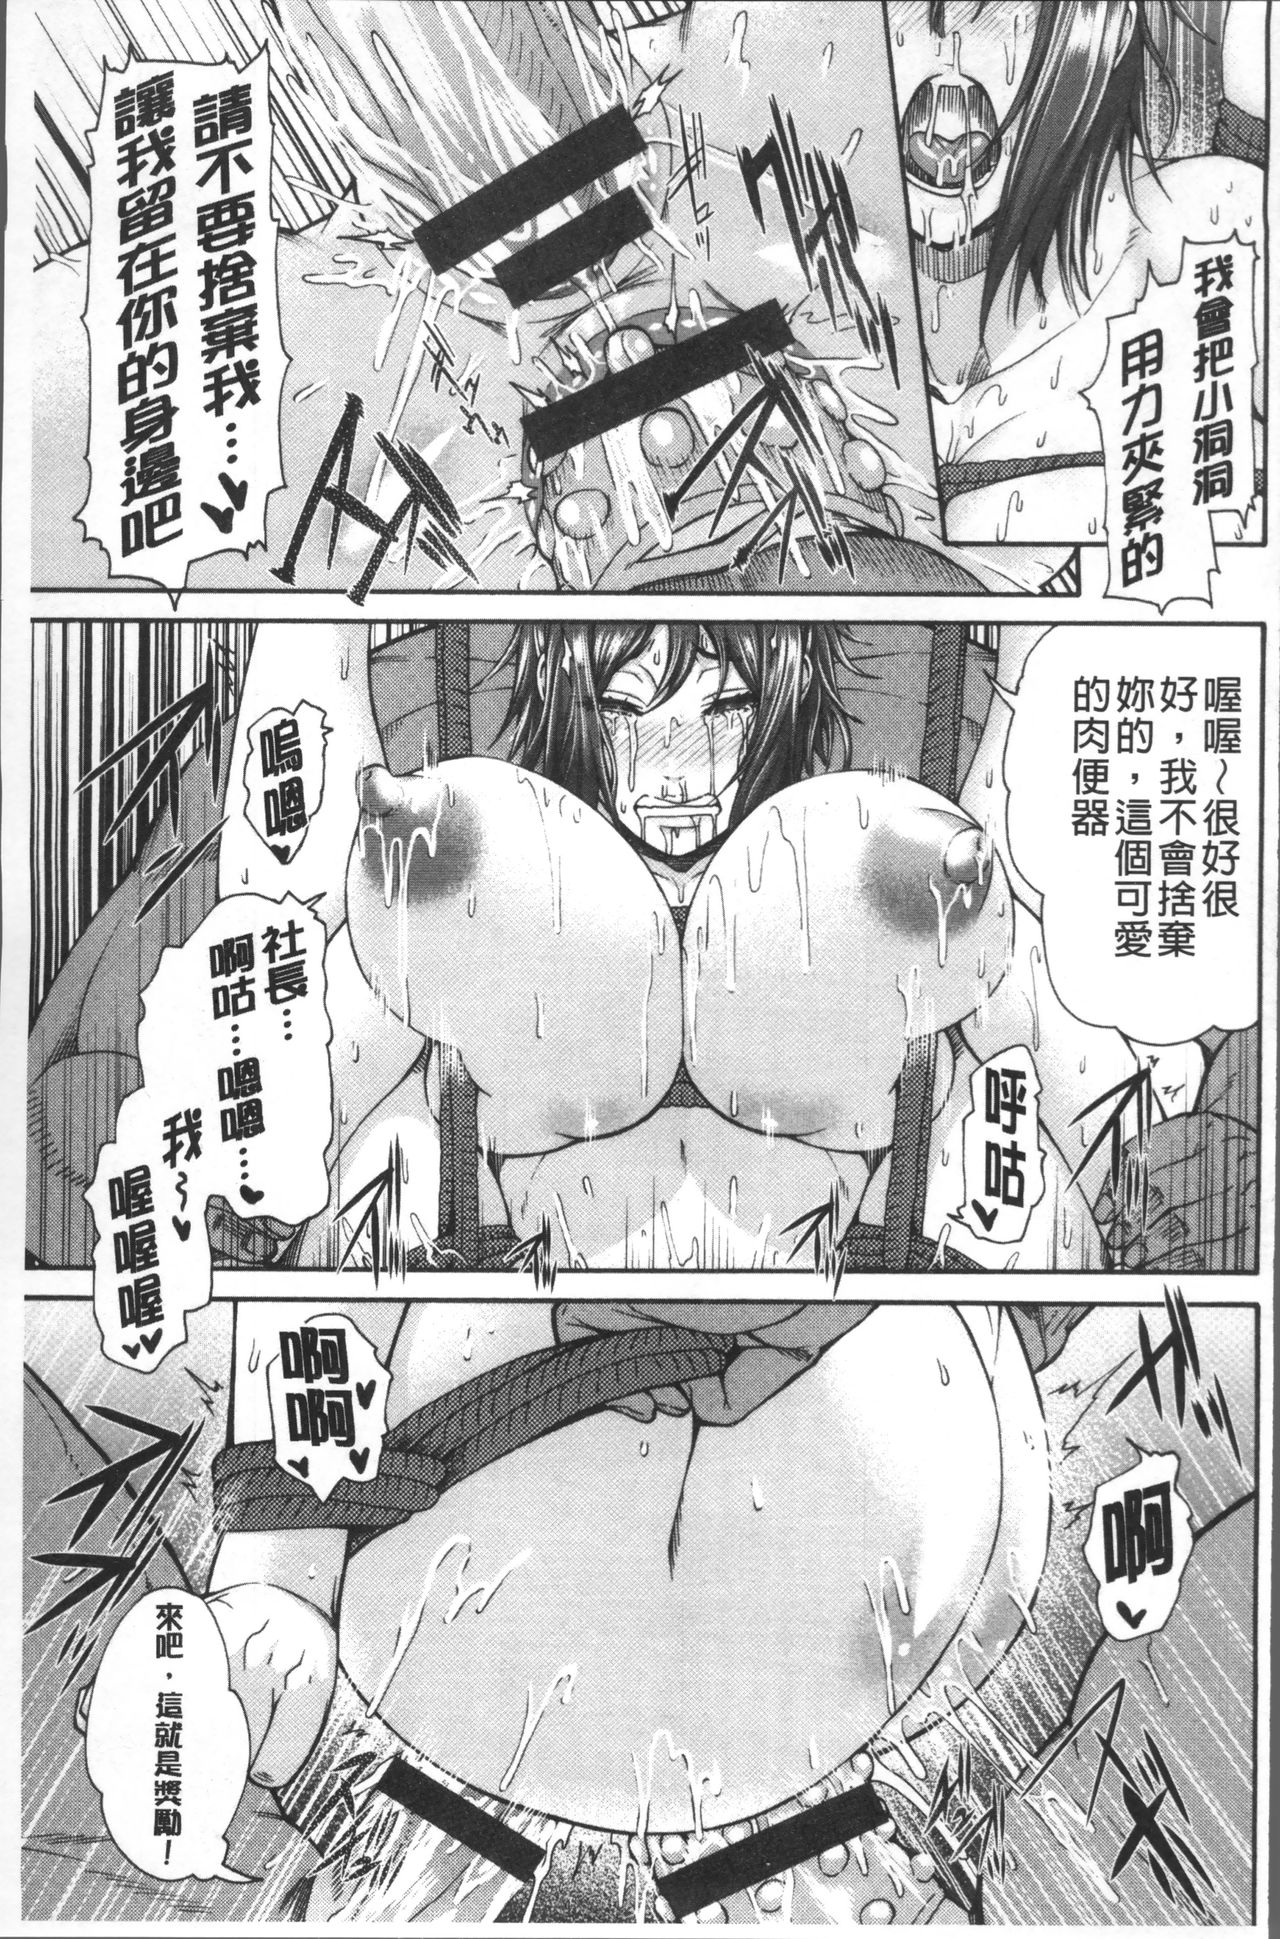 我會把小洞洞
用力夾緊的
請不要捨棄我…
讓我留在你的身邊吧
喔喔~很好很
好，我不會捨棄
妳的，這個可愛
的肉便器
嗚嗯
呼咕
社長…
啊咕…嗯嗯…
我~
喔喔喔
啊啊
啊
來吧，這就是獎勵！